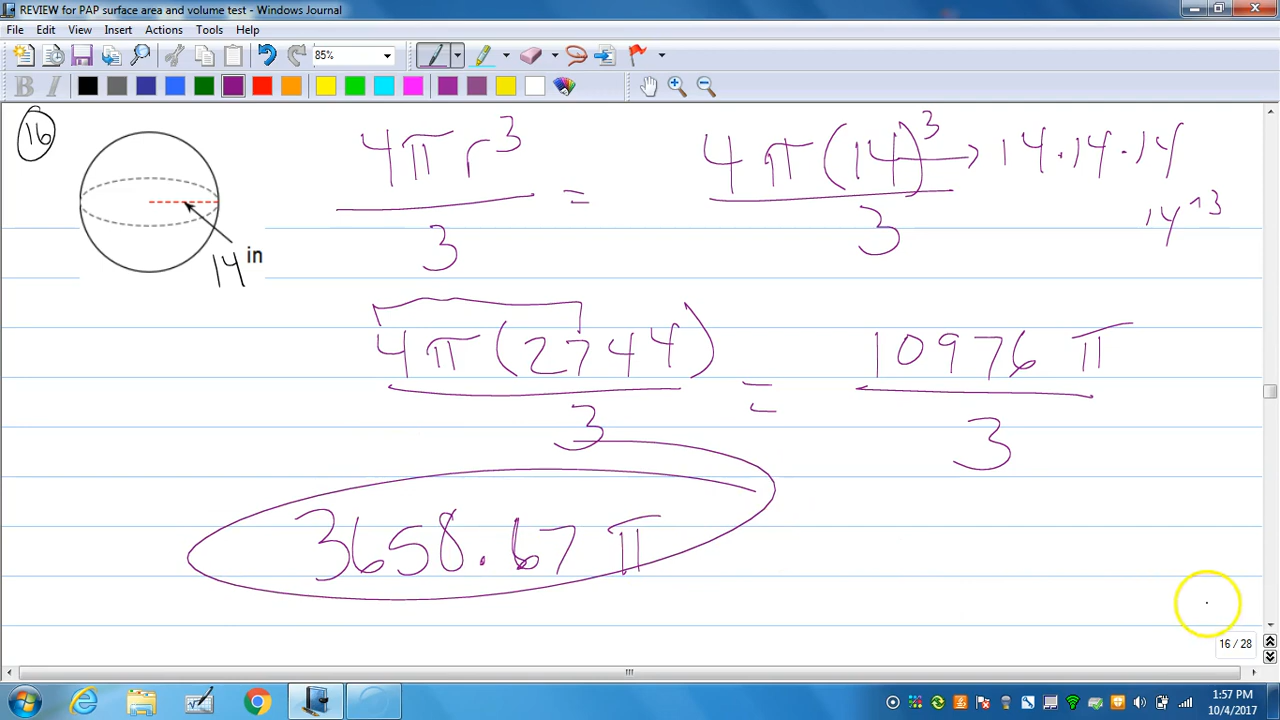 REVIEW for PAP surface area and volume test - Windows Journal
File Edit View Insert Actions Tools Help
85%
B I
16
14 in
4πr³ / 3 = 4π(14)³ / 3 → 14·14·14
14^3
4π(2744) / 3 = 10976 π / 3
3658.67 π
16 / 28
1:57 PM
10/4/2017